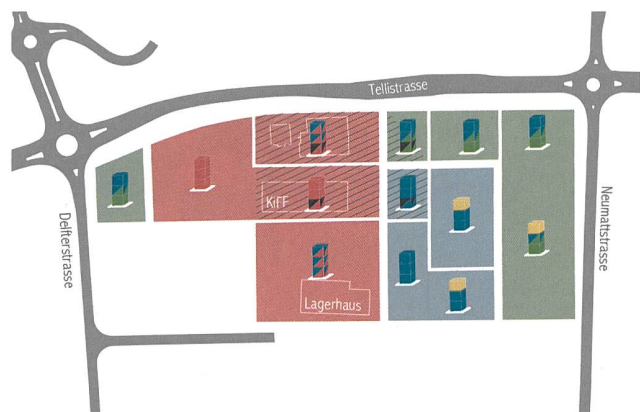 Tellistrasse
KiFF
Delfterstrasse
Neumattstrasse
Lagerhaus